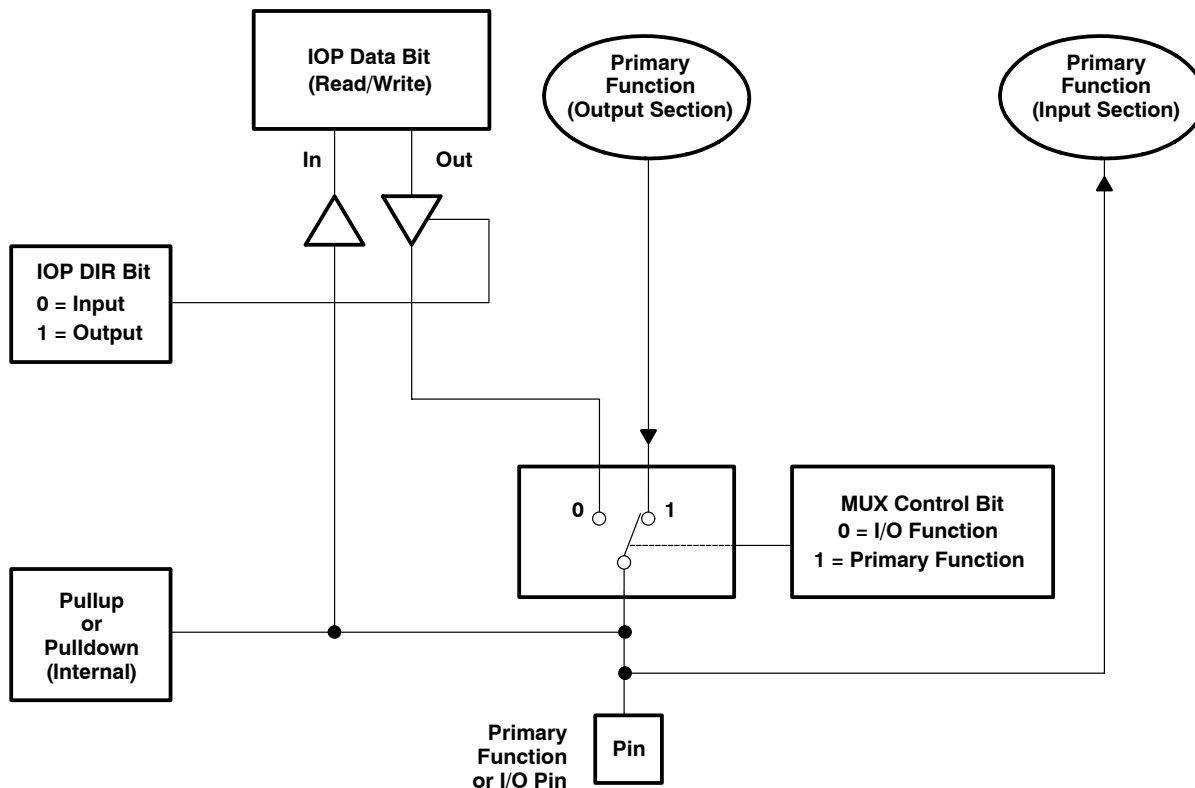 IOP Data Bit
(Read/Write)
Primary
Function
(Output Section)
Primary
Function
(Input Section)
In
Out
IOP DIR Bit
0 = Input
1 = Output
0
1
MUX Control Bit
0 = I/O Function
1 = Primary Function
Pullup
or
Pulldown
(Internal)
Primary
Function
or I/O Pin
Pin